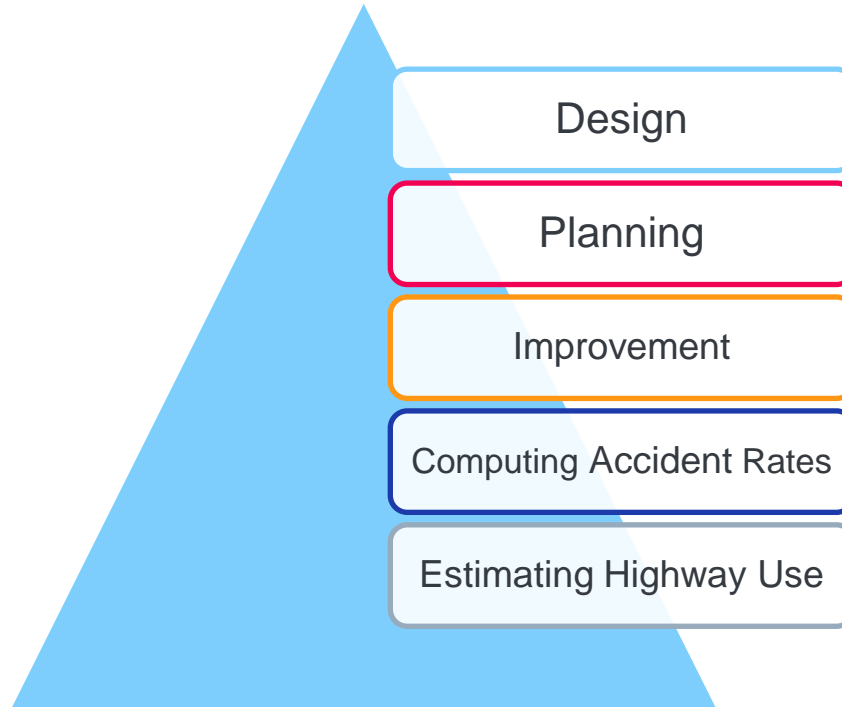 Design
Planning
Improvement
Computing Accident Rates
Estimating Highway Use